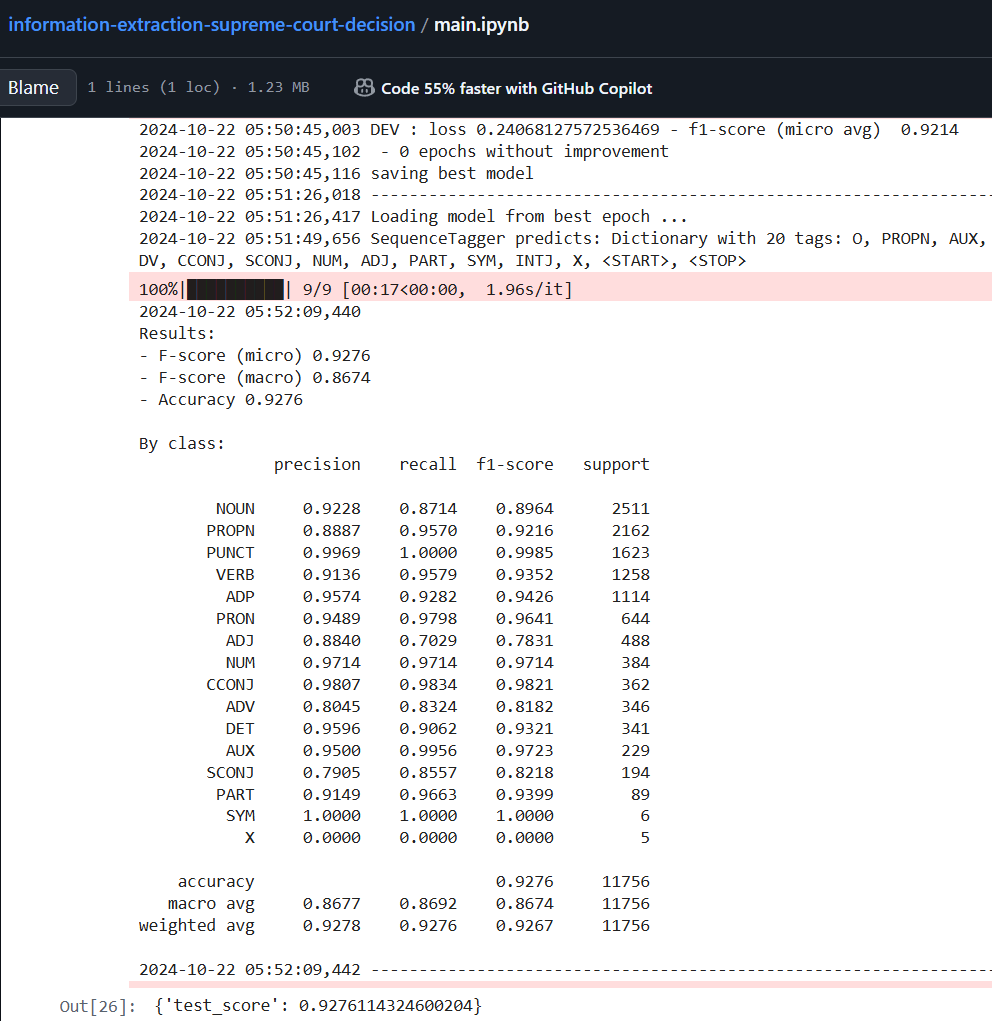 information-extraction-supreme-court-decision / main.ipynb
Blame 1 lines (1 loc) · 1.23 MB Code 55% faster with GitHub Copilot
2024-10-22 05:50:45,003 DEV : loss 0.24068127572536469 - f1-score (micro avg)  0.9214
2024-10-22 05:50:45,102  - 0 epochs without improvement
2024-10-22 05:50:45,116 saving best model
2024-10-22 05:51:26,018 ----------------------------------------------------------------
2024-10-22 05:51:26,417 Loading model from best epoch ...
2024-10-22 05:51:49,656 SequenceTagger predicts: Dictionary with 20 tags: O, PROPN, AUX,
DV, CCONJ, SCONJ, NUM, ADJ, PART, SYM, INTJ, X, <START>, <STOP>
100%|██████████| 9/9 [00:17<00:00,  1.96s/it]
2024-10-22 05:52:09,440
Results:
- F-score (micro) 0.9276
- F-score (macro) 0.8674
- Accuracy 0.9276
By class:
precision    recall  f1-score   support
NOUN     0.9228    0.8714    0.8964      2511
PROPN     0.8887    0.9570    0.9216      2162
PUNCT     0.9969    1.0000    0.9985      1623
VERB     0.9136    0.9579    0.9352      1258
ADP     0.9574    0.9282    0.9426      1114
PRON     0.9489    0.9798    0.9641       644
ADJ     0.8840    0.7029    0.7831       488
NUM     0.9714    0.9714    0.9714       384
CCONJ     0.9807    0.9834    0.9821       362
ADV     0.8045    0.8324    0.8182       346
DET     0.9596    0.9062    0.9321       341
AUX     0.9500    0.9956    0.9723       229
SCONJ     0.7905    0.8557    0.8218       194
PART     0.9149    0.9663    0.9399        89
SYM     1.0000    1.0000    1.0000         6
X     0.0000    0.0000    0.0000         5
accuracy                         0.9276     11756
macro avg     0.8677    0.8692    0.8674     11756
weighted avg     0.9278    0.9276    0.9267     11756
2024-10-22 05:52:09,442 ----------------------------------------------------------------
Out[26]: {'test_score': 0.9276114324600204}